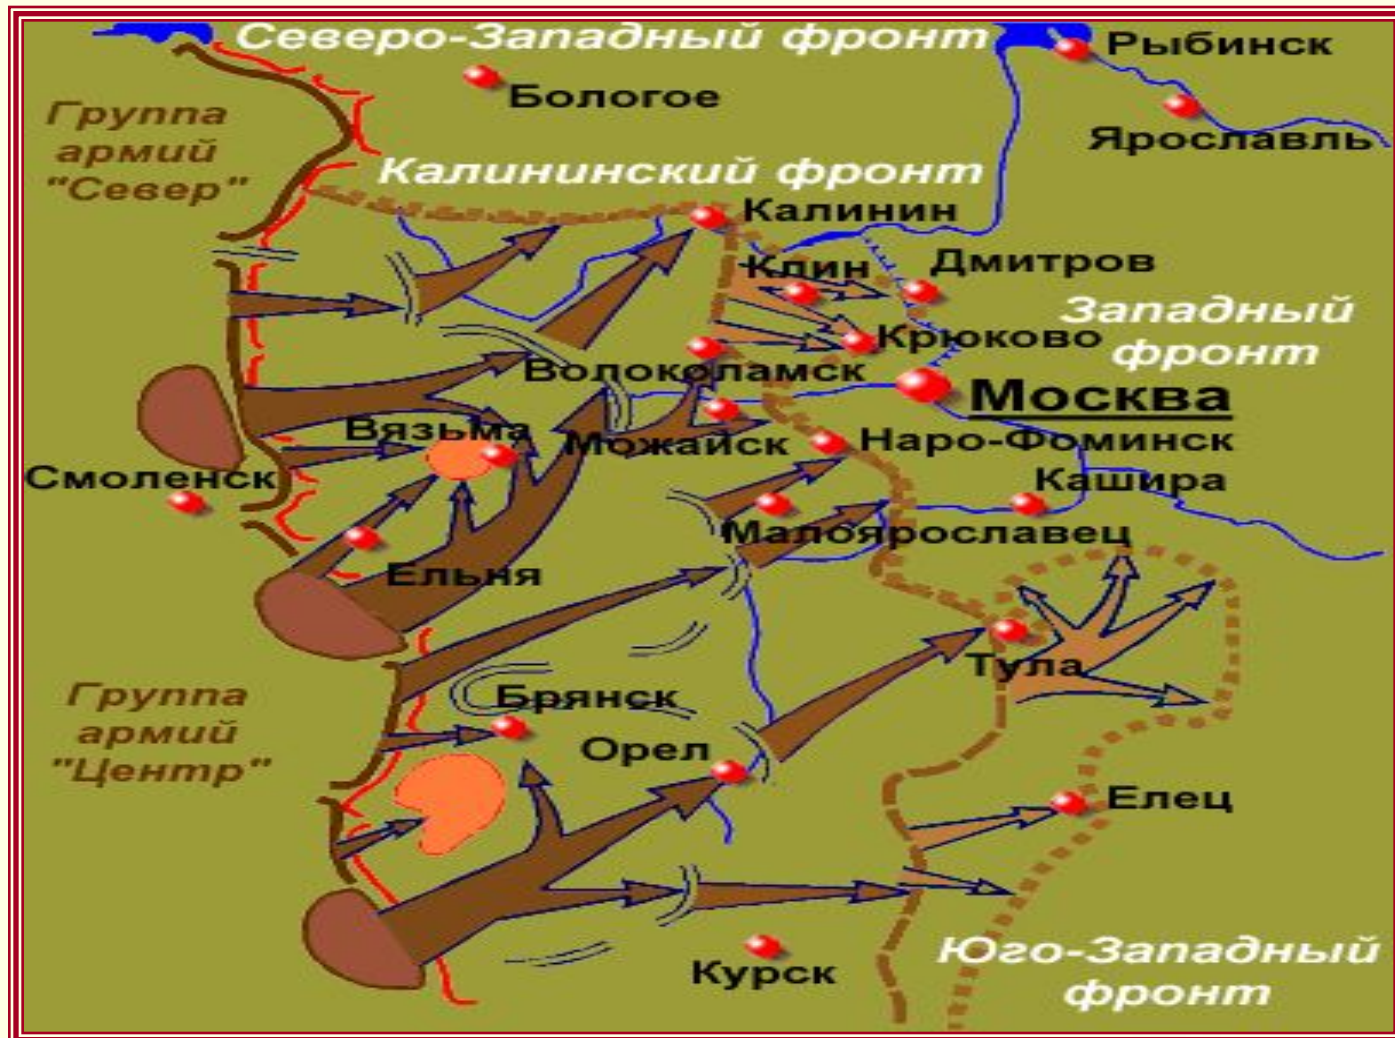 Северо-Западный фронт
Рыбинск
Бологое
Ярославль
Группа
армий
"Север"
Калининский фронт
Калинин
Клин
Дмитров
Западный
фронт
Крюково
Волоколамск
Москва
Вязьма
Можайск
Наро-Фоминск
Смоленск
Кашира
Малоярославец
Ельня
Тула
Группа
армий
"Центр"
Брянск
Орел
Елец
Курск
Юго-Западный
фронт